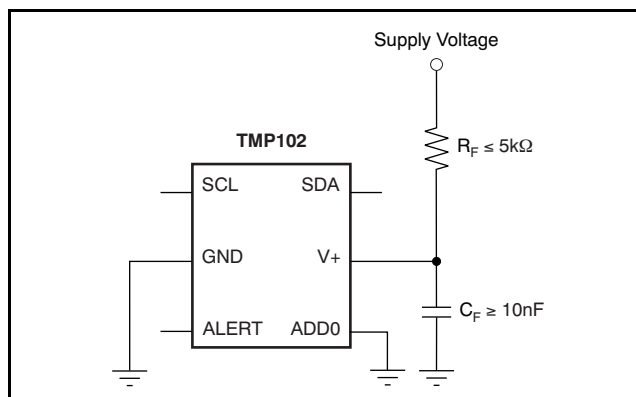 Supply Voltage
TMP102
R_F ≤ 5kΩ
SCL SDA
GND V+
C_F ≥ 10nF
ALERT ADD0